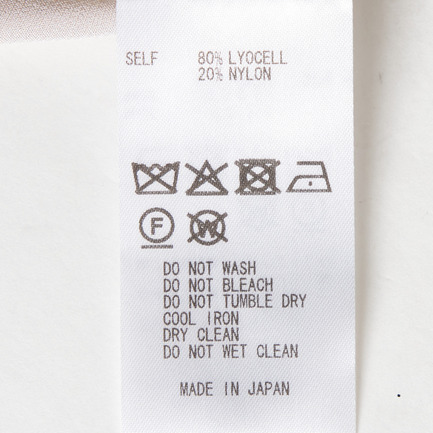 SELF 80% LYOCELL
20% NYLON
F W
DO NOT WASH
DO NOT BLEACH
DO NOT TUMBLE DRY
COOL IRON
DRY CLEAN
DO NOT WET CLEAN
MADE IN JAPAN